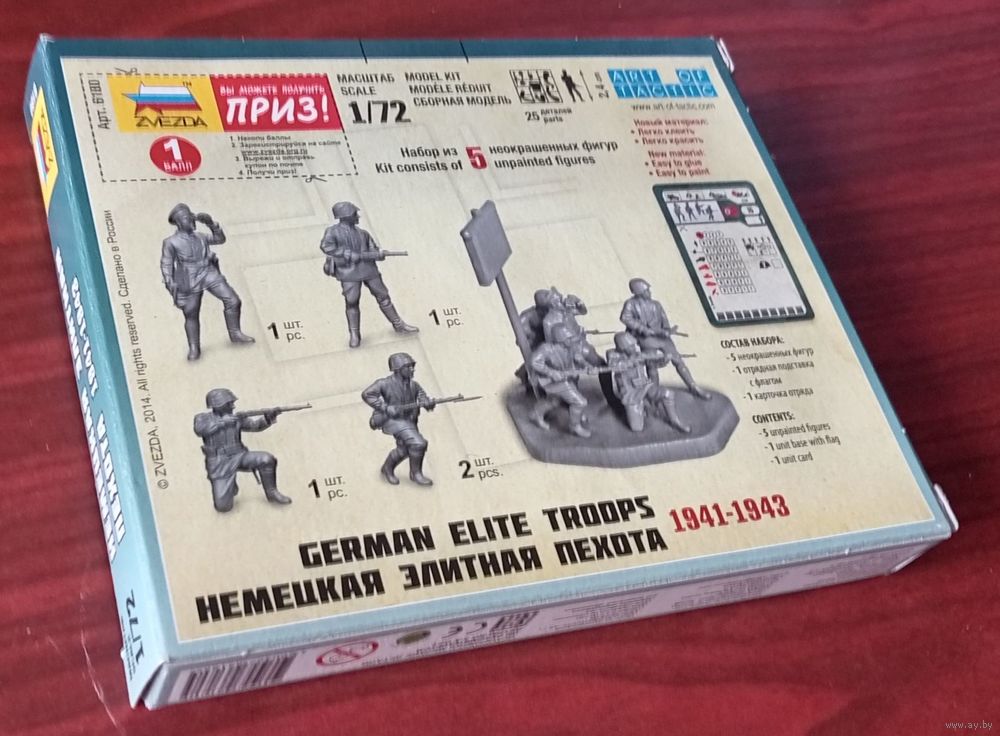 Арт. 6180
ZVEZDA
ВЫ МОЖЕТЕ ПОЛУЧИТЬ
ПРИЗ!
1
БАЛЛ
1. Накопи баллы
2. Зарегистрируйся на сайте
www.zvezda.org.ru
3. Вырежи и отправь
купон по почте
4. Получи приз!
МАСШТАБ
SCALE
1/72
MODEL KIT
MODÈLE RÉDUIT
СБОРНАЯ МОДЕЛЬ
25 деталей
parts
ART OF
TACTIC
www.art-of-tactic.com
Набор из 5 неокрашенных фигур
Kit consists of 5 unpainted figures
Новый материал:
• Легко клеить
• Легко красить
New material:
• Easy to glue
• Easy to paint
1 шт.
pc.
1 шт.
pc.
1 шт.
pc.
2 шт.
pcs.
СОСТАВ НАБОРА:
- 5 неокрашенных фигур
- 1 отрядная подставка
с флагом
- 1 карточка отряда
CONTENTS:
- 5 unpainted figures
- 1 unit base with flag
- 1 unit card
© ZVEZDA, 2014. All rights reserved. Сделано в России
GERMAN ELITE TROOPS 1941-1943
НЕМЕЦКАЯ ЭЛИТНАЯ ПЕХОТА
1/72
www.ay.by